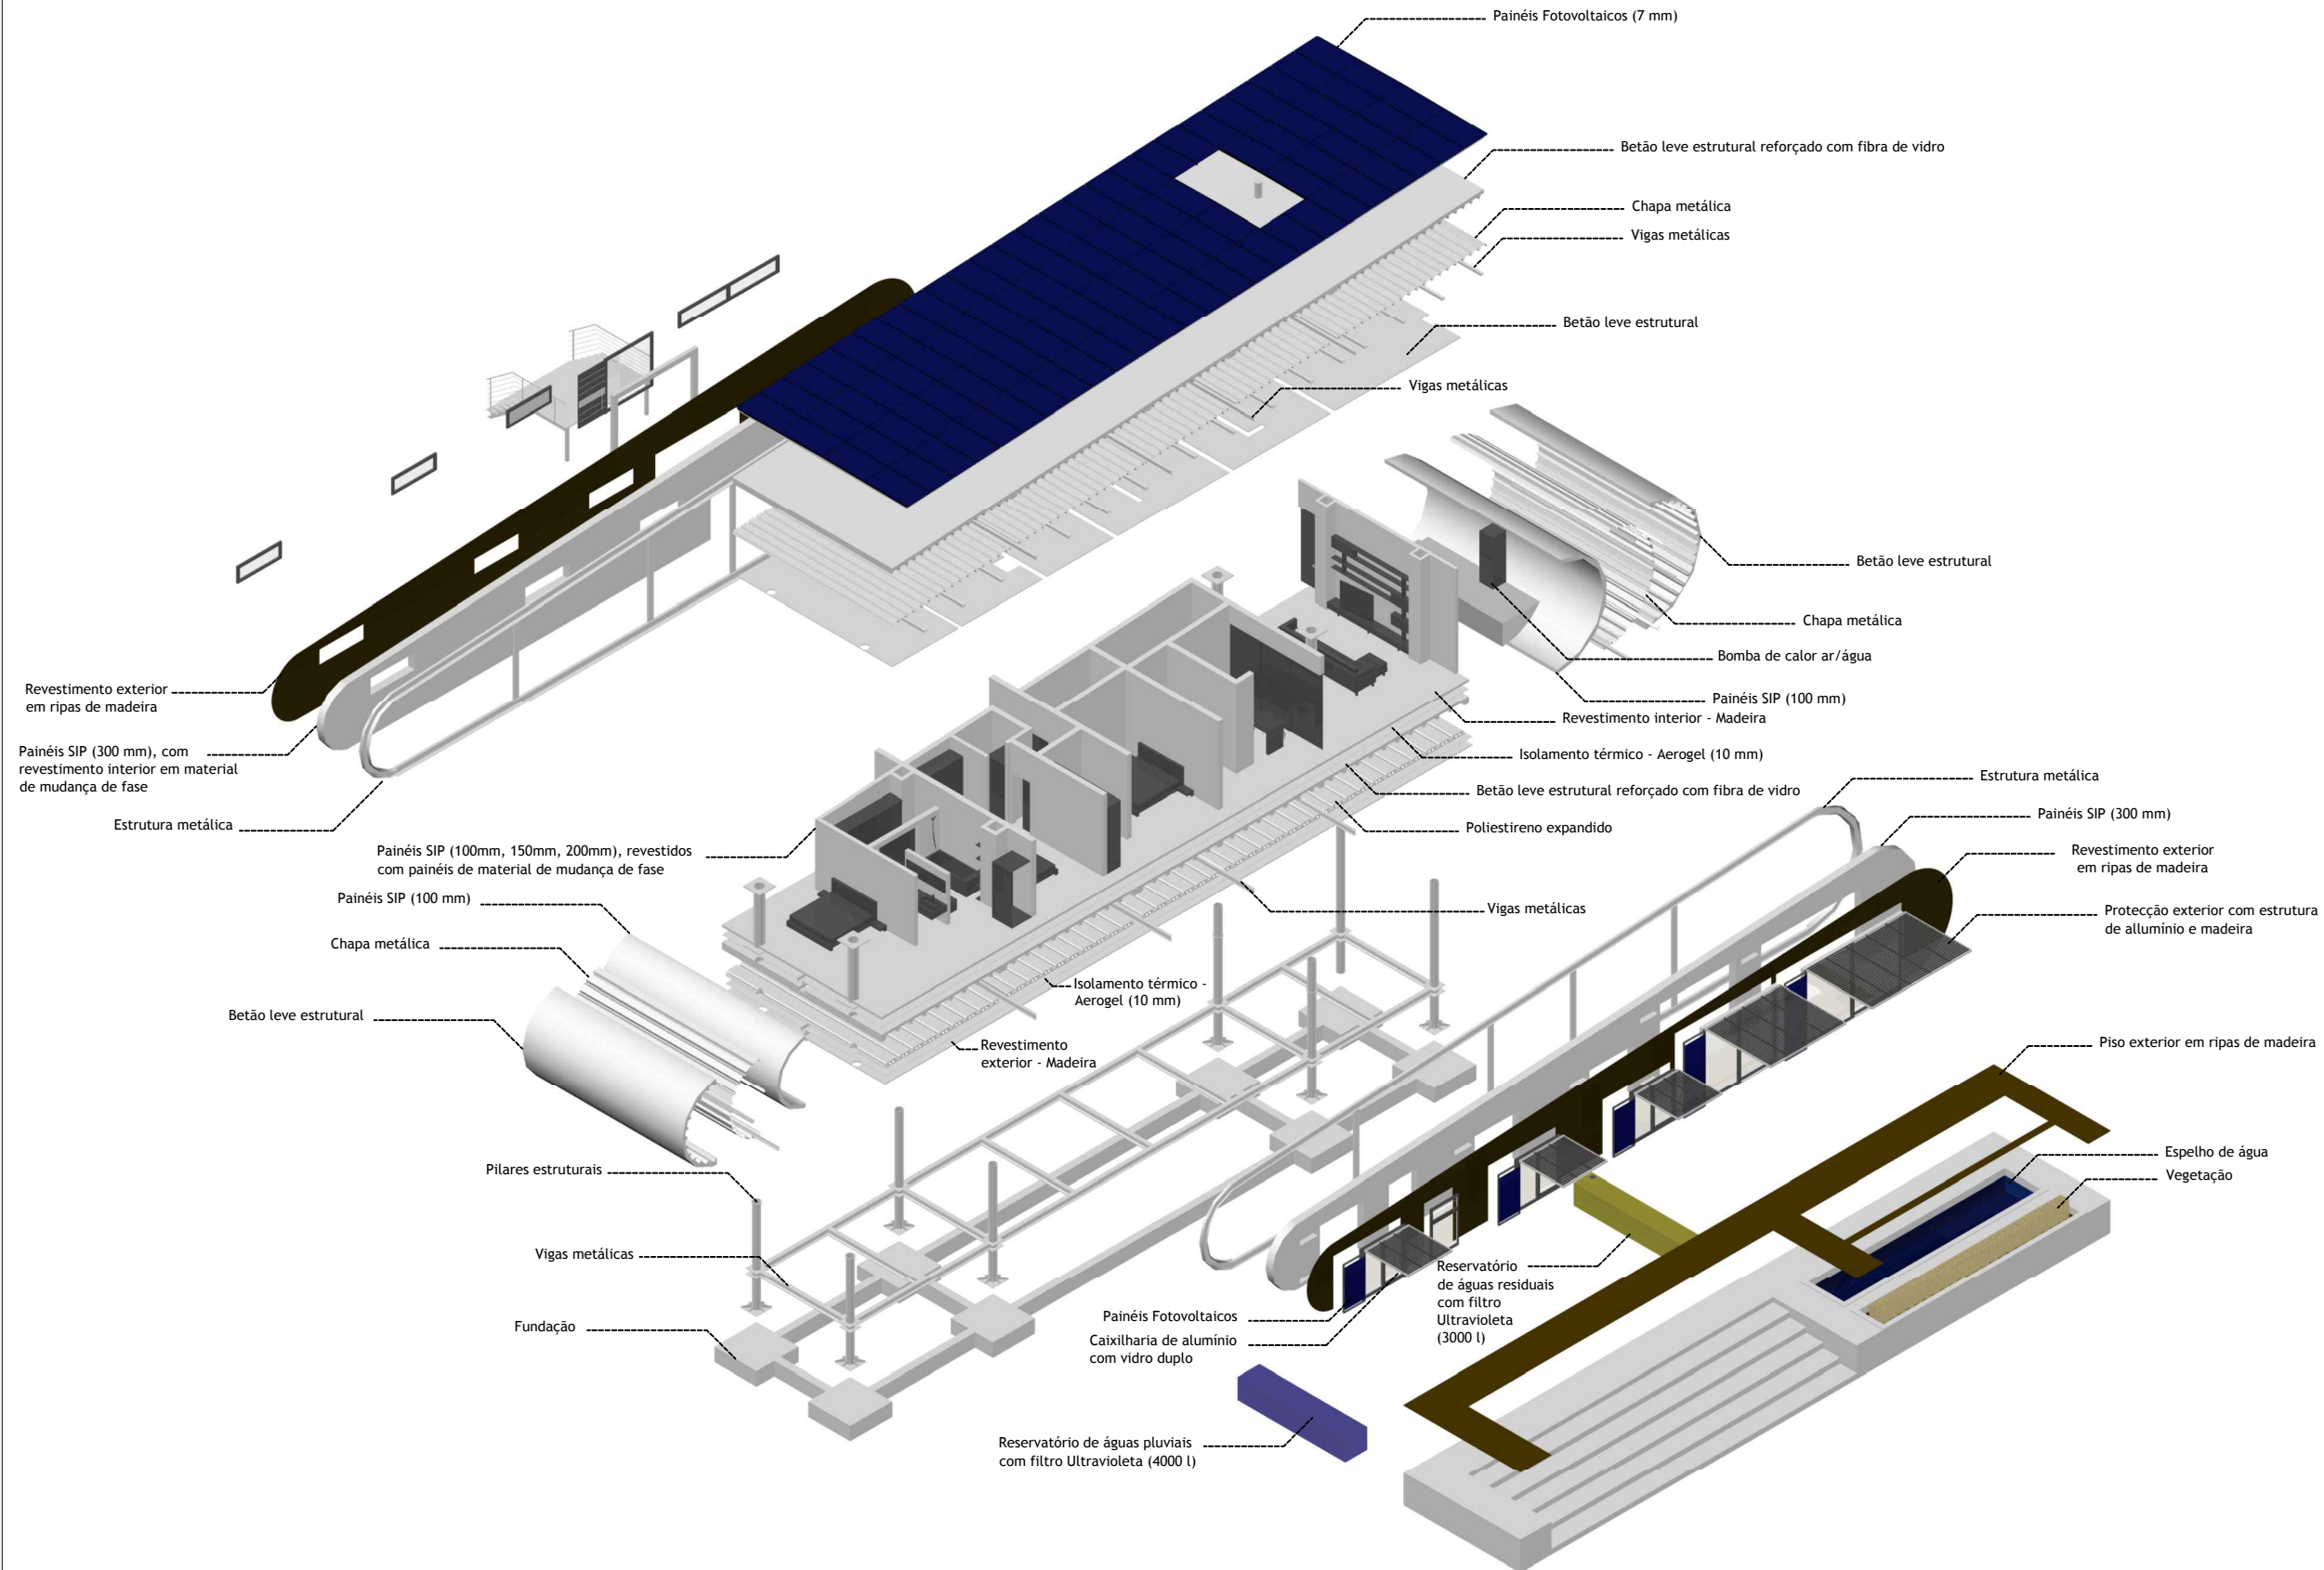 Painéis Fotovoltaicos (7 mm)
Betão leve estrutural reforçado com fibra de vidro
Chapa metálica
Vigas metálicas
Betão leve estrutural
Vigas metálicas
Betão leve estrutural
Chapa metálica
Bomba de calor ar/água
Painéis SIP (100 mm)
Revestimento interior - Madeira
Isolamento térmico - Aerogel (10 mm)
Betão leve estrutural reforçado com fibra de vidro
Poliestireno expandido
Vigas metálicas
Revestimento exterior
em ripas de madeira
Painéis SIP (300 mm), com
revestimento interior em material
de mudança de fase
Estrutura metálica
Painéis SIP (100mm, 150mm, 200mm), revestidos
com painéis de material de mudança de fase
Painéis SIP (100 mm)
Chapa metálica
Betão leve estrutural
Isolamento térmico -
Aerogel (10 mm)
Revestimento
exterior - Madeira
Pilares estruturais
Vigas metálicas
Fundação
Estrutura metálica
Painéis SIP (300 mm)
Revestimento exterior
em ripas de madeira
Protecção exterior com estrutura
de allumínio e madeira
Piso exterior em ripas de madeira
Espelho de água
Vegetação
Reservatório
de águas residuais
com filtro
Ultravioleta
(3000 l)
Painéis Fotovoltaicos
Caixilharia de alumínio
com vidro duplo
Reservatório de águas pluviais
com filtro Ultravioleta (4000 l)